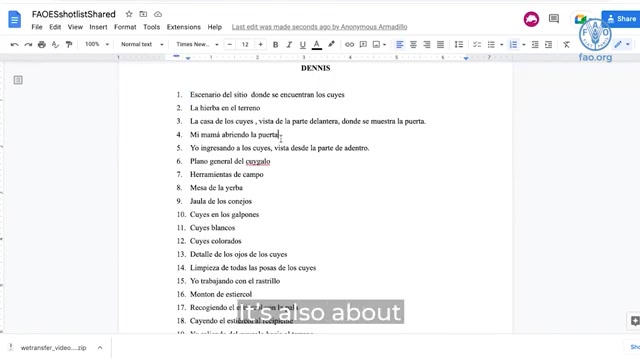 FAOESshotlistShared
File Edit View Insert Format Tools Extensions Help Last edit was made seconds ago by Anonymous Armadillo
100% Normal text Times New... 12 B I U A
FAO
fao.org
DENNIS
1. Escenario del sitio donde se encuentran los cuyes
2. La hierba en el terreno
3. La casa de los cuyes , vista de la parte delantera, donde se muestra la puerta.
4. Mi mamá abriendo la puerta
5. Yo ingresando a los cuyes, vista desde la parte de adentro.
6. Plano general del cuygalo
7. Herramientas de campo
8. Mesa de la yerba
9. Jaula de los conejos
10. Cuyes en los galpones
11. Cuyes blancos
12. Cuyes colorados
13. Detalle de los ojos de los cuyes
14. Limpieza de todas las posas de los cuyes
15. Yo trabajando con el rastrillo
16. Monton de estiercol
It's also about
17. Recogiendo el
18. Cayendo el estiercol al recipiente
wetransfer_video....zip